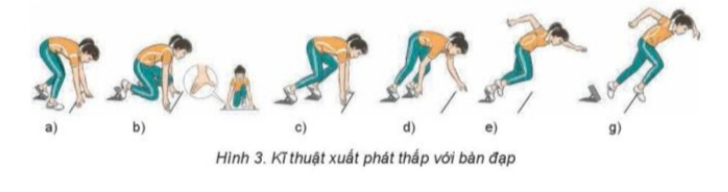 a) b) c) d) e) g)
Hình 3. Kĩ thuật xuất phát thấp với bàn đạp